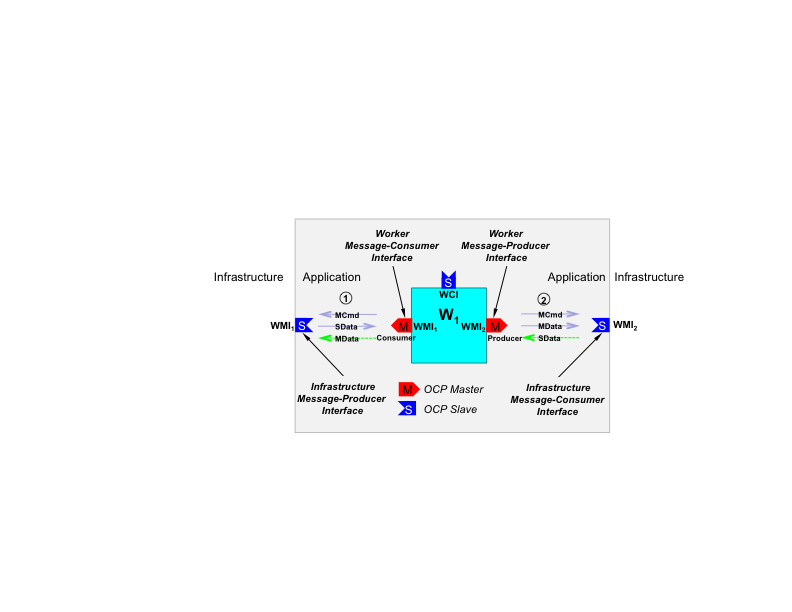 Worker
Message-Consumer
Interface
Worker
Message-Producer
Interface
Infrastructure
Application
Application
Infrastructure
S
WCI
1
2
W1
MCmd
SData
MData
MCmd
MData
SData
WMI1
S
M
WMI1
WMI2
M
S
WMI2
Consumer
Producer
Infrastructure
Message-Producer
Interface
M OCP Master
S OCP Slave
Infrastructure
Message-Consumer
Interface